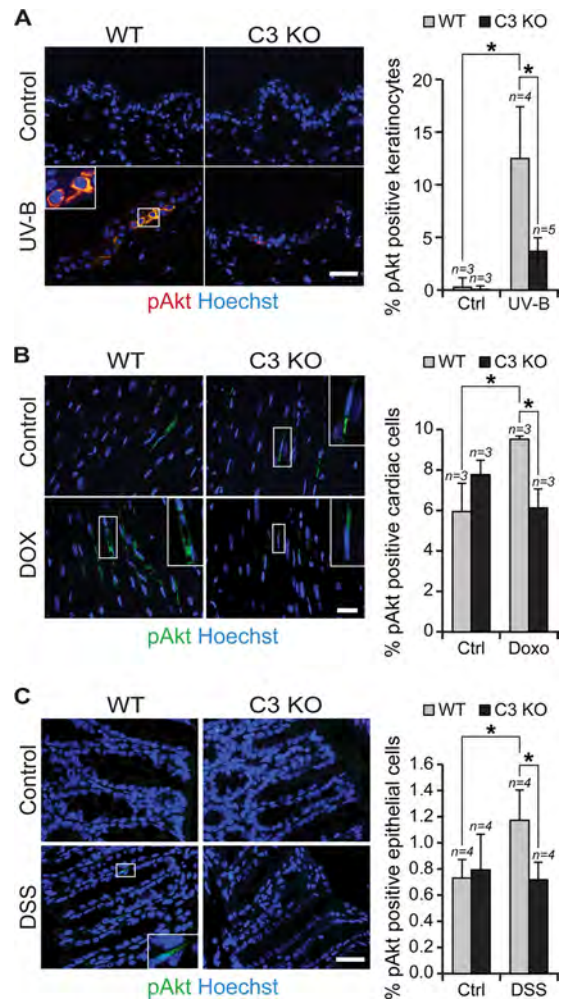 A
WT C3 KO
Control
UV-B
pAkt Hoechst
WT C3 KO
% pAkt positive keratinocytes
20
15
10
5
0
*
*
n=4
n=5
n=3
n=3
Ctrl UV-B
B
WT C3 KO
Control
DOX
pAkt Hoechst
WT C3 KO
% pAkt positive cardiac cells
10
8
6
4
2
0
*
*
n=3
n=3
n=3
n=3
Ctrl Doxo
C
WT C3 KO
Control
DSS
pAkt Hoechst
WT C3 KO
% pAkt positive epithelial cells
1.6
1.4
1.2
1.0
0.8
0.6
0.4
0.2
0.0
*
*
n=4
n=4
n=4
n=4
Ctrl DSS